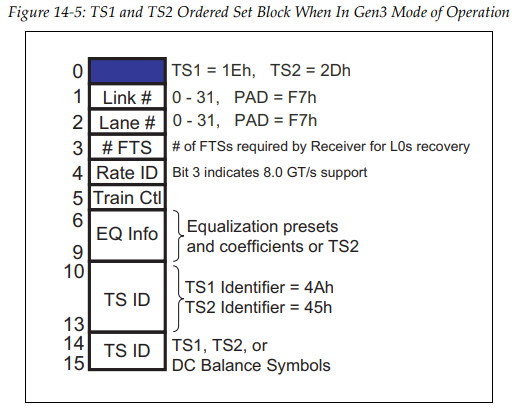 Figure 14-5: TS1 and TS2 Ordered Set Block When In Gen3 Mode of Operation
0 TS1 = 1Eh, TS2 = 2Dh
1 Link # 0 - 31, PAD = F7h
2 Lane # 0 - 31, PAD = F7h
3 # FTS # of FTSs required by Receiver for L0s recovery
4 Rate ID Bit 3 indicates 8.0 GT/s support
5 Train Ctl
6
EQ Info
Equalization presets
and coefficients or TS2
9
10
TS ID
TS1 Identifier = 4Ah
TS2 Identifier = 45h
13
14
TS ID
TS1, TS2, or
15
DC Balance Symbols